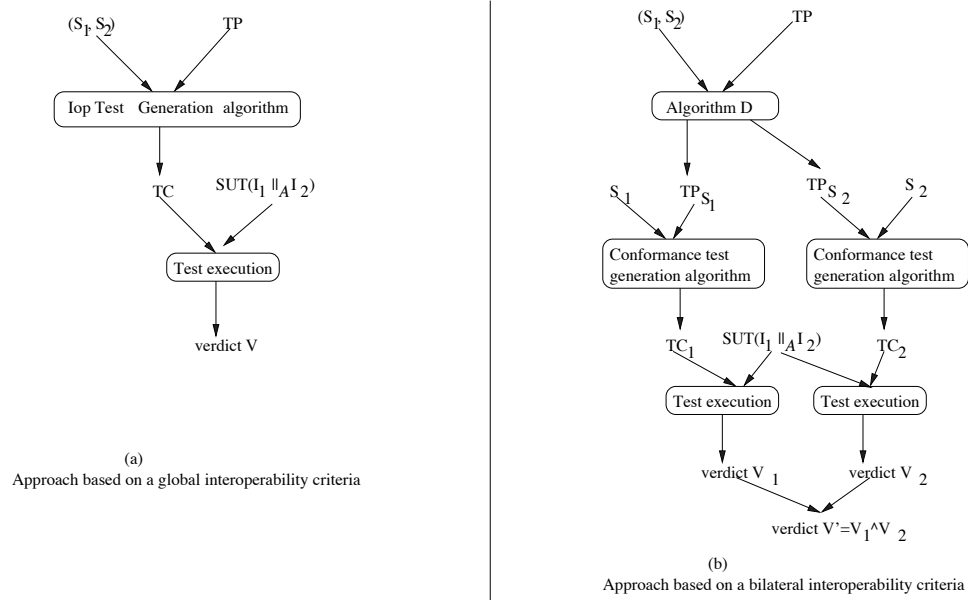 (S1, S2)
TP
Iop Test Generation algorithm
TC
SUT(I1 ||A I2)
Test execution
verdict V
(a)
Approach based on a global interoperability criteria
(S1, S2)
TP
Algorithm D
S1
TPS1
TPS2
S2
Conformance test
generation algorithm
Conformance test
generation algorithm
TC1
SUT(I1 ||A I2)
TC2
Test execution
Test execution
verdict V1
verdict V2
verdict V'=V1^V2
(b)
Approach based on a bilateral interoperability criteria